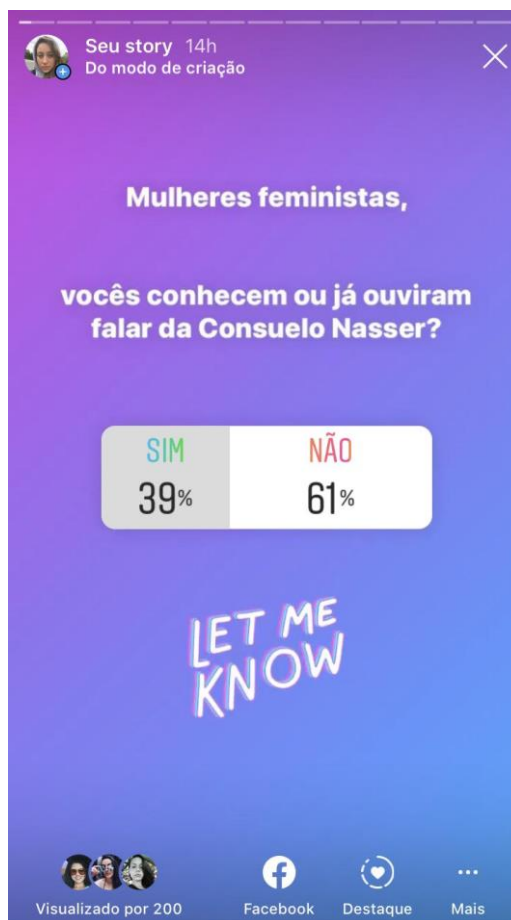 Seu story 14h
Do modo de criação
Mulheres feministas,
vocês conhecem ou já ouviram
falar da Consuelo Nasser?
SIM NÃO
39% 61%
LET ME
KNOW
Visualizado por 200 Facebook Destaque Mais